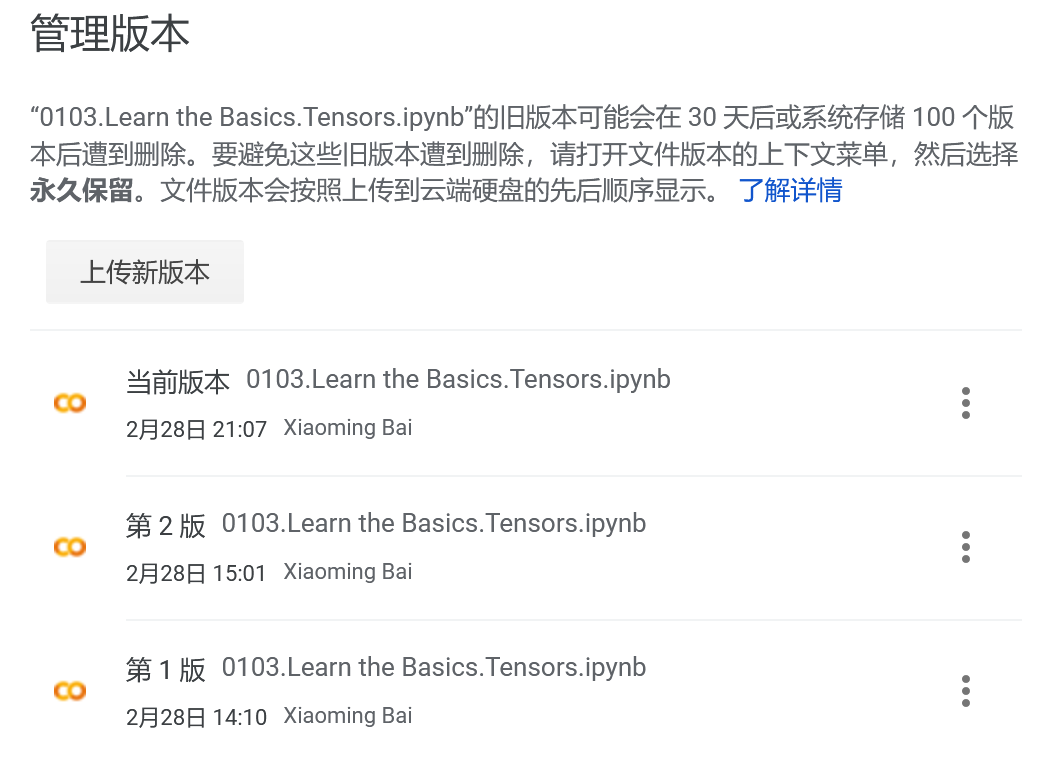 管理版本
“0103.Learn the Basics.Tensors.ipynb”的旧版本可能会在 30 天后或系统存储 100 个版
本后遭到删除。要避免这些旧版本遭到删除，请打开文件版本的上下文菜单，然后选择
永久保留。文件版本会按照上传到云端硬盘的先后顺序显示。 了解详情
上传新版本
当前版本 0103.Learn the Basics.Tensors.ipynb
2月28日 21:07 Xiaoming Bai
第 2 版 0103.Learn the Basics.Tensors.ipynb
2月28日 15:01 Xiaoming Bai
第 1 版 0103.Learn the Basics.Tensors.ipynb
2月28日 14:10 Xiaoming Bai